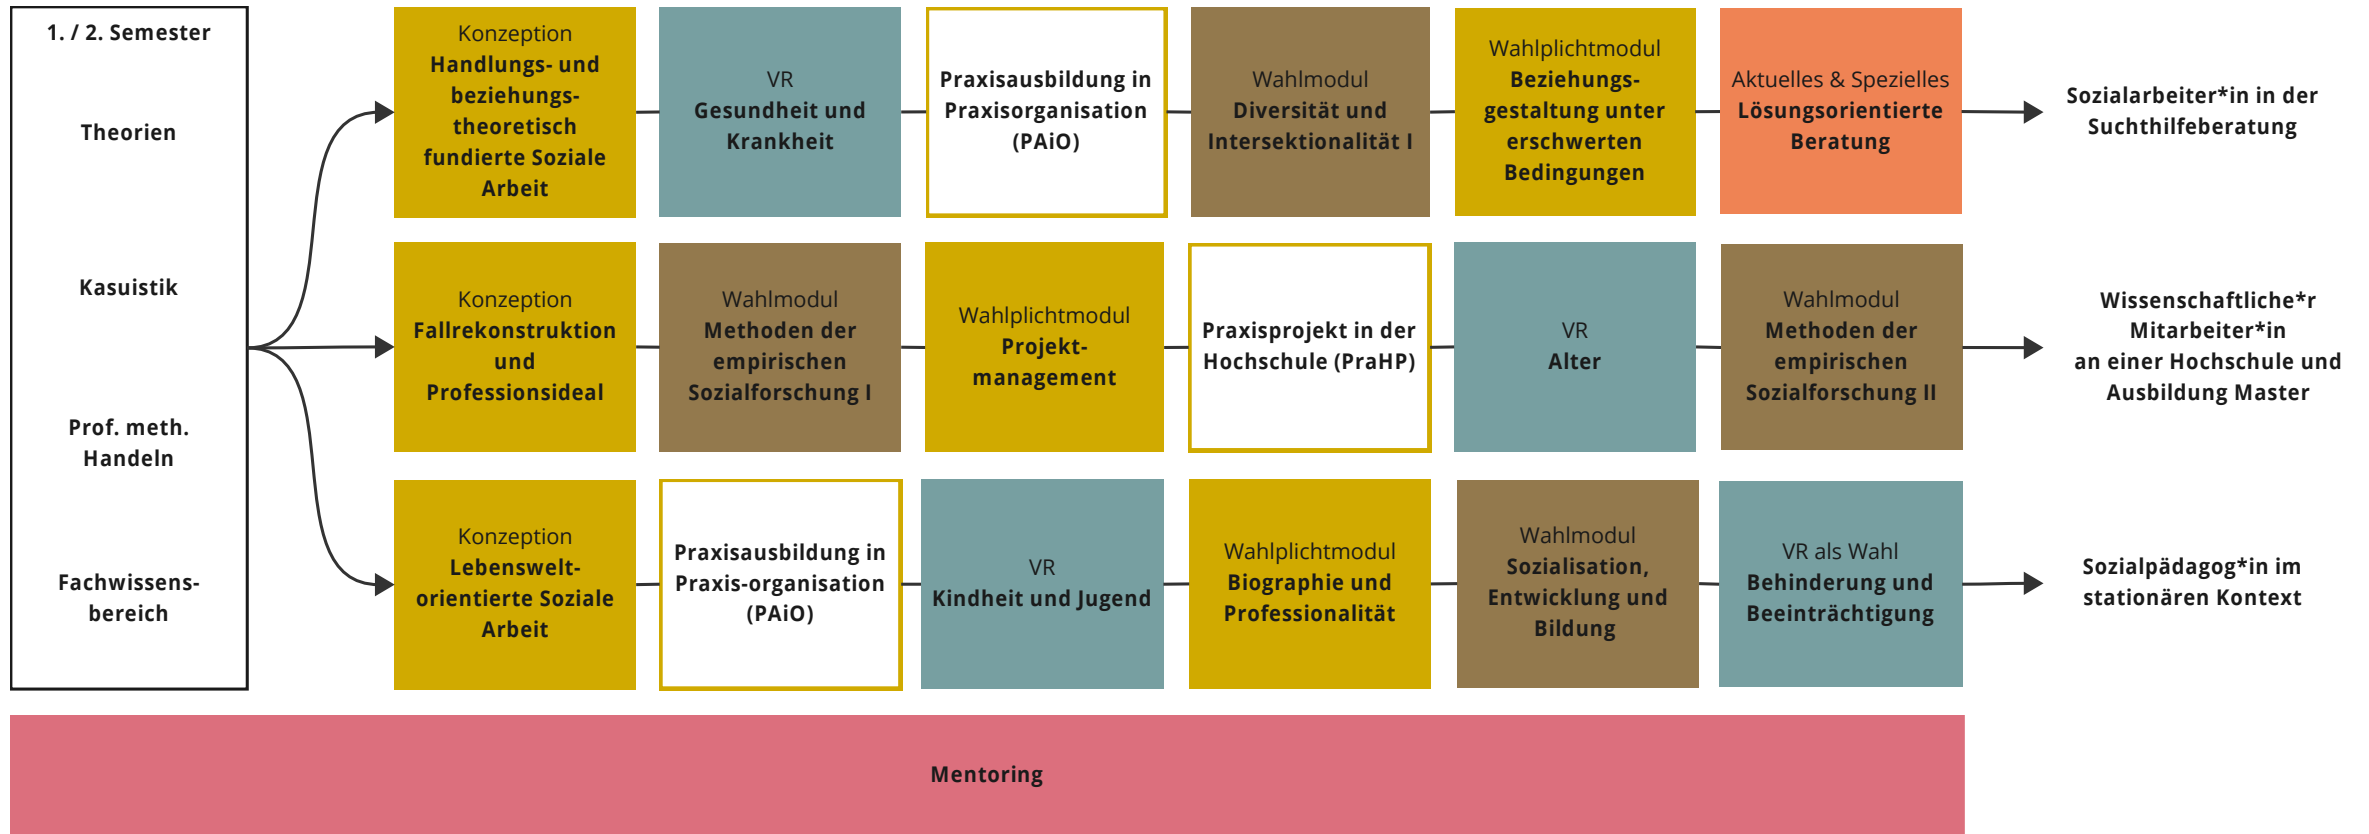 1. / 2. Semester
Theorien
Kasuistik
Prof. meth.
Handeln
Fachwissens-
bereich
Konzeption
Handlungs- und
beziehungs-
theoretisch
fundierte Soziale
Arbeit
VR
Gesundheit und
Krankheit
Praxisausbildung in
Praxisorganisation
(PAiO)
Wahlmodul
Diversität und
Intersektionalität I
Wahlplichtmodul
Beziehungs-
gestaltung unter
erschwerten
Bedingungen
Aktuelles & Spezielles
Lösungsorientierte
Beratung
Sozialarbeiter*in in der
Suchthilfeberatung
Konzeption
Fallrekonstruktion
und
Professionsideal
Wahlmodul
Methoden der
empirischen
Sozialforschung I
Wahlplichtmodul
Projekt-
management
Praxisprojekt in der
Hochschule (PraHP)
VR
Alter
Wahlmodul
Methoden der
empirischen
Sozialforschung II
Wissenschaftliche*r
Mitarbeiter*in
an einer Hochschule und
Ausbildung Master
Konzeption
Lebenswelt-
orientierte Soziale
Arbeit
Praxisausbildung in
Praxis-organisation
(PAiO)
VR
Kindheit und Jugend
Wahlplichtmodul
Biographie und
Professionalität
Wahlmodul
Sozialisation,
Entwicklung und
Bildung
VR als Wahl
Behinderung und
Beeinträchtigung
Sozialpädagog*in im
stationären Kontext
Mentoring